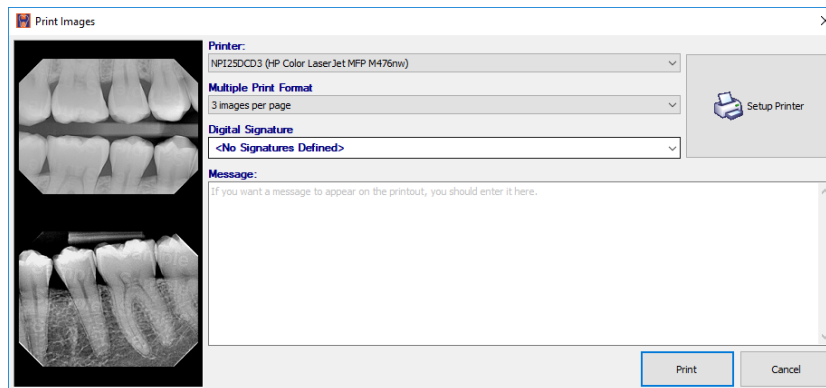 Print Images
Printer:
NPI25DCD3 (HP Color LaserJet MFP M476nw)
Multiple Print Format
3 images per page
Setup Printer
Digital Signature
<No Signatures Defined>
Message:
If you want a message to appear on the printout, you should enter it here.
Print
Cancel